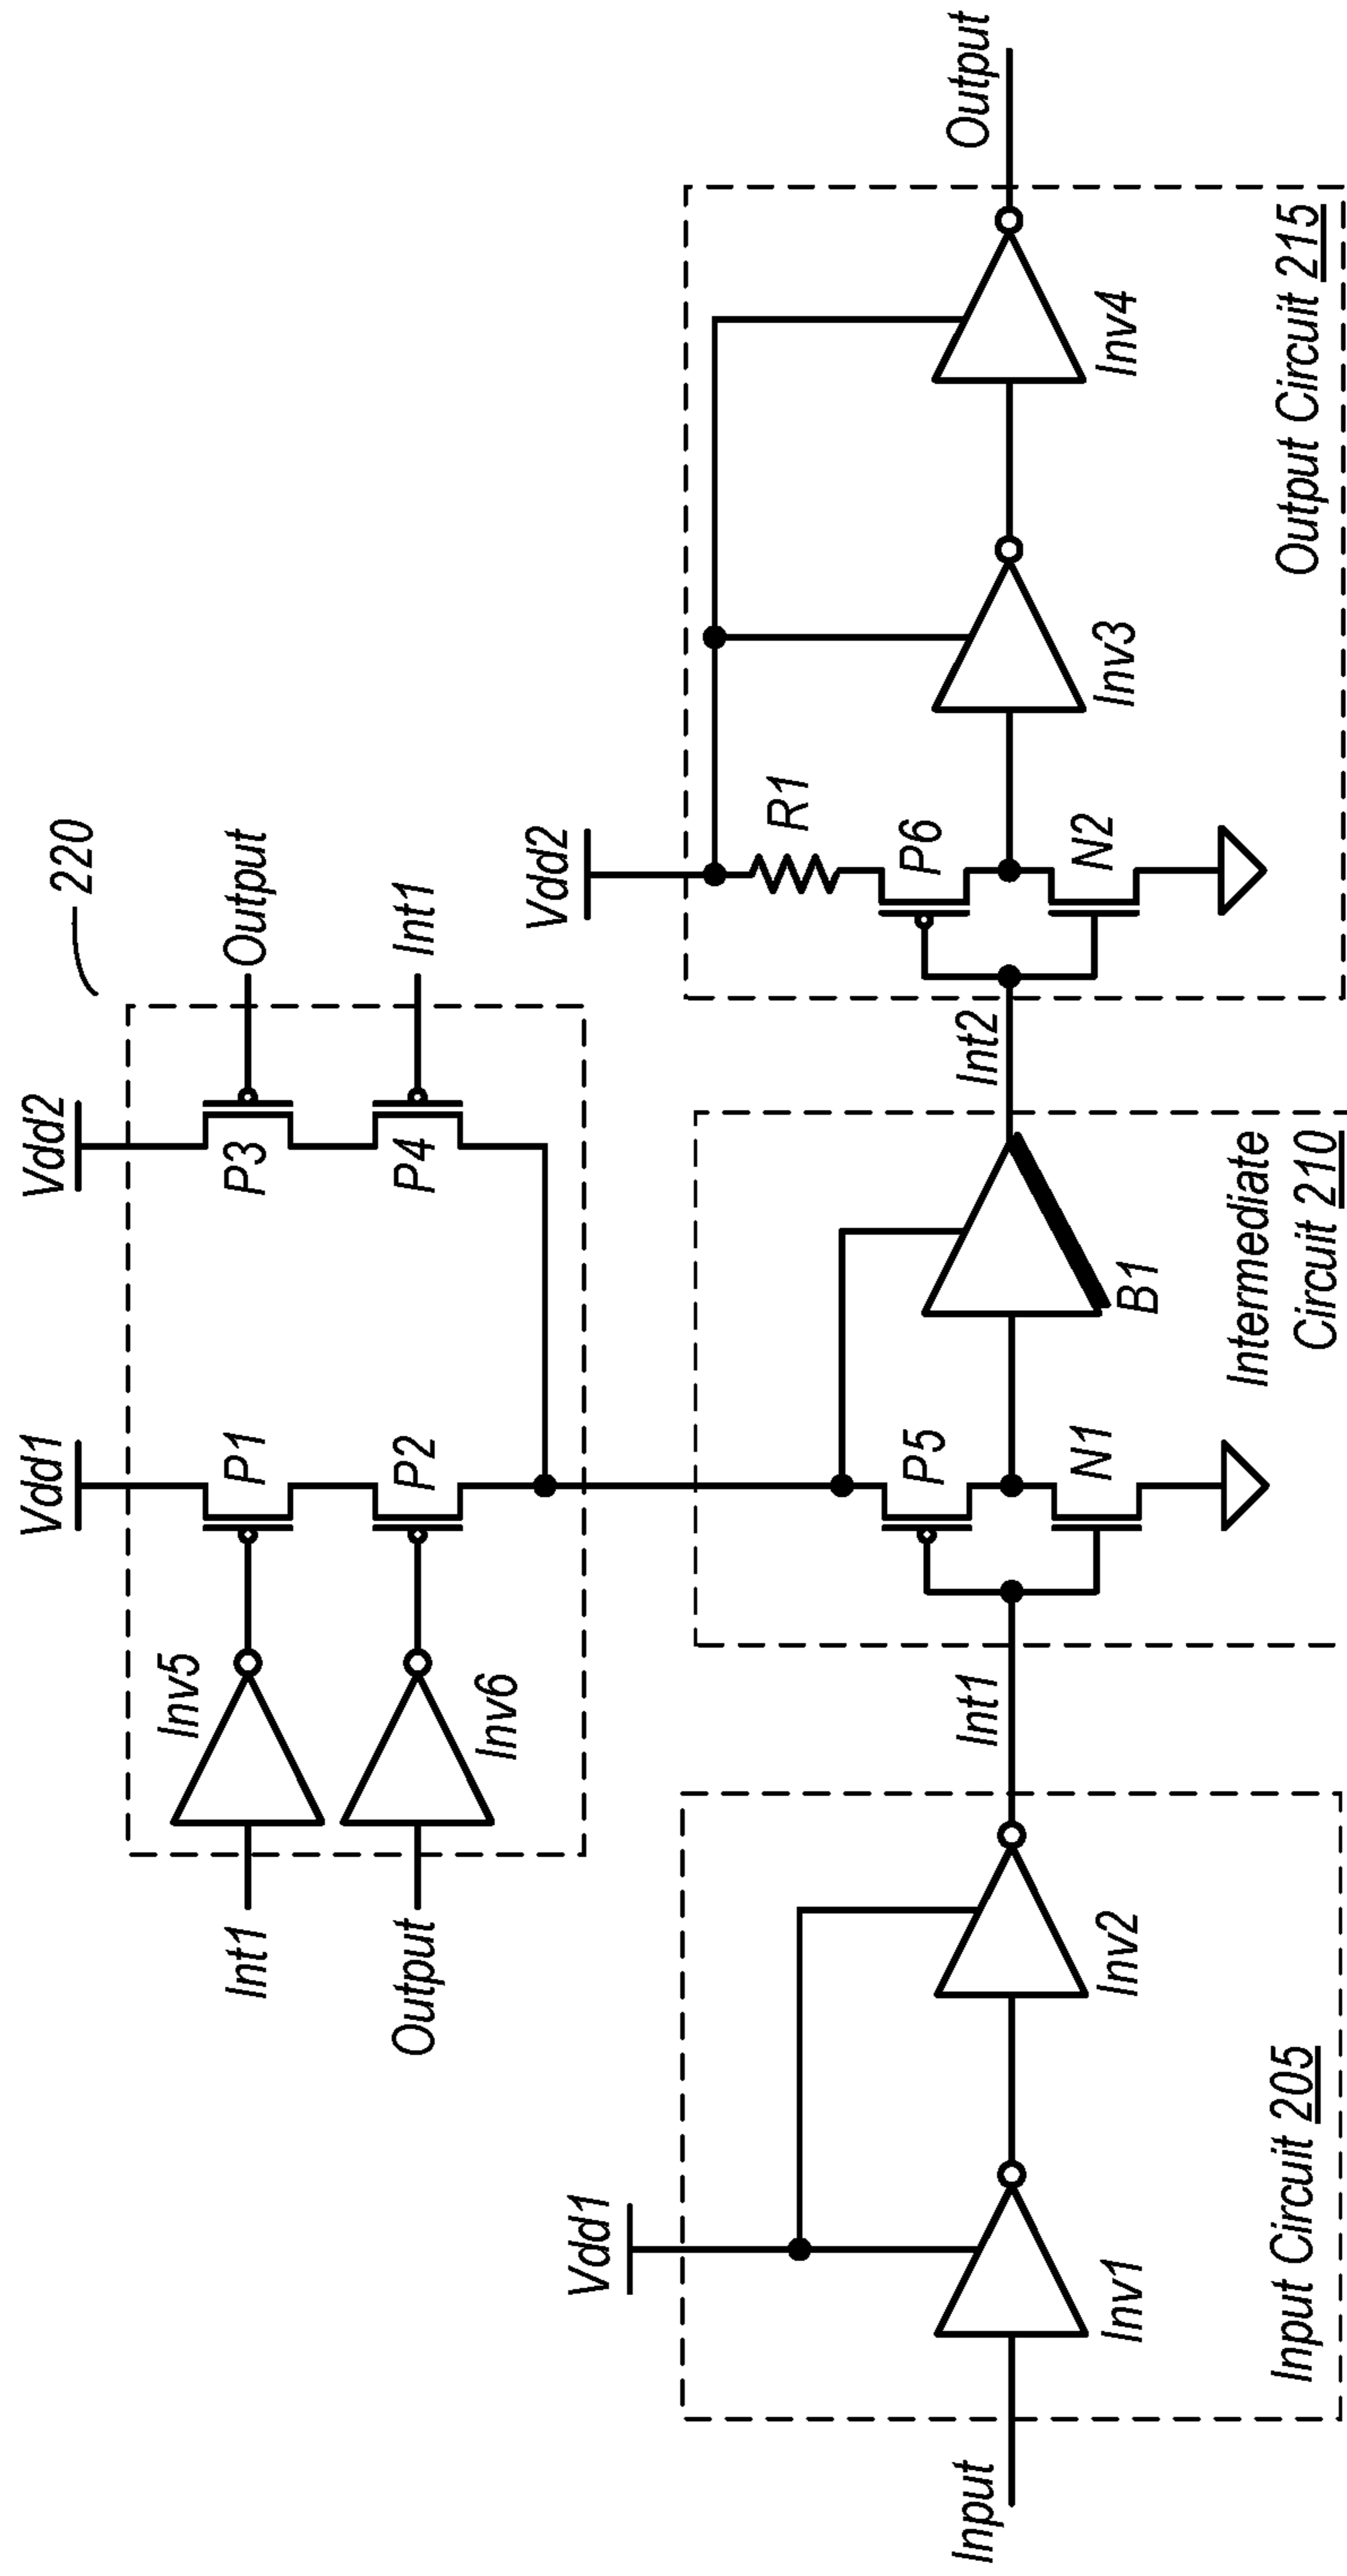 220
Vdd1
Vdd2
Int1
Inv5
P1
P3
Output
Output
Inv6
P2
P4
Int1
Vdd1
Vdd2
R1
Input
Inv1
Inv2
Int1
P5
N1
B1
Int2
P6
N2
Inv3
Inv4
Output
Input Circuit 205
Intermediate
Circuit 210
Output Circuit 215